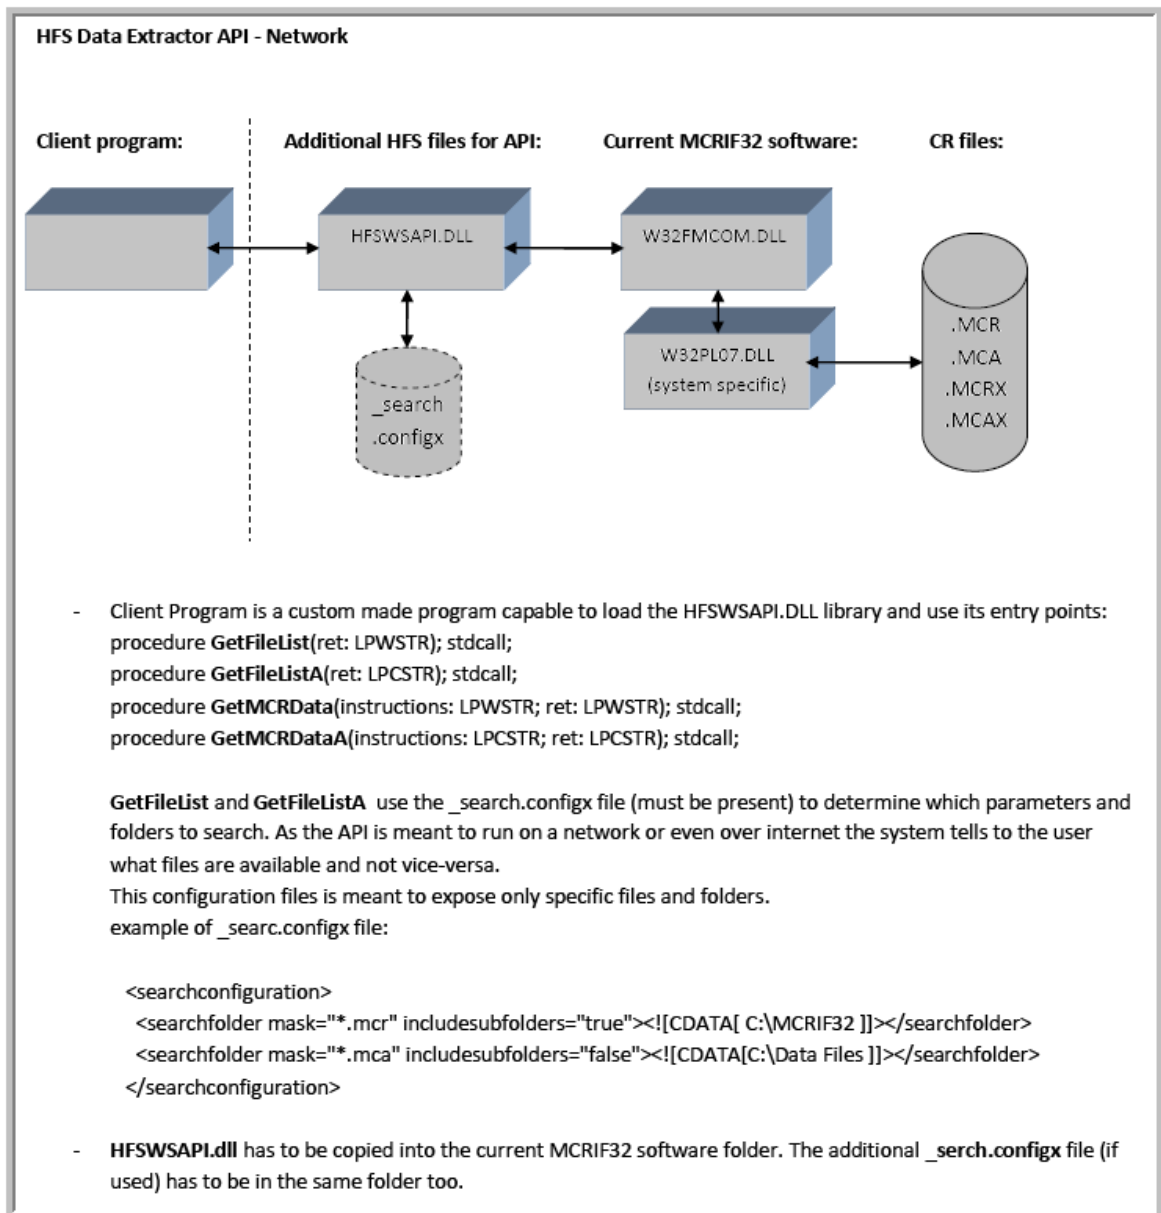 HFS Data Extractor API - Network
Client program:
Additional HFS files for API:
Current MCRIF32 software:
CR files:
HFSWSAPI.DLL
W32FMCOM.DLL
W32PL07.DLL
(system specific)
_search
.configx
.MCR
.MCA
.MCRX
.MCAX
- Client Program is a custom made program capable to load the HFSWSAPI.DLL library and use its entry points:
procedure GetFileList(ret: LPWSTR); stdcall;
procedure GetFileListA(ret: LPCSTR); stdcall;
procedure GetMCRData(instructions: LPWSTR; ret: LPWSTR); stdcall;
procedure GetMCRDataA(instructions: LPCSTR; ret: LPCSTR); stdcall;
GetFileList and GetFileListA use the _search.configx file (must be present) to determine which parameters and
folders to search. As the API is meant to run on a network or even over internet the system tells to the user
what files are available and not vice-versa.
This configuration files is meant to expose only specific files and folders.
example of _searc.configx file:
<searchconfiguration>
<searchfolder mask="*.mcr" includesubfolders="true"><![CDATA[ C:\MCRIF32 ]]></searchfolder>
<searchfolder mask="*.mca" includesubfolders="false"><![CDATA[C:\Data Files ]]></searchfolder>
</searchconfiguration>
- HFSWSAPI.dll has to be copied into the current MCRIF32 software folder. The additional _serch.configx file (if
used) has to be in the same folder too.